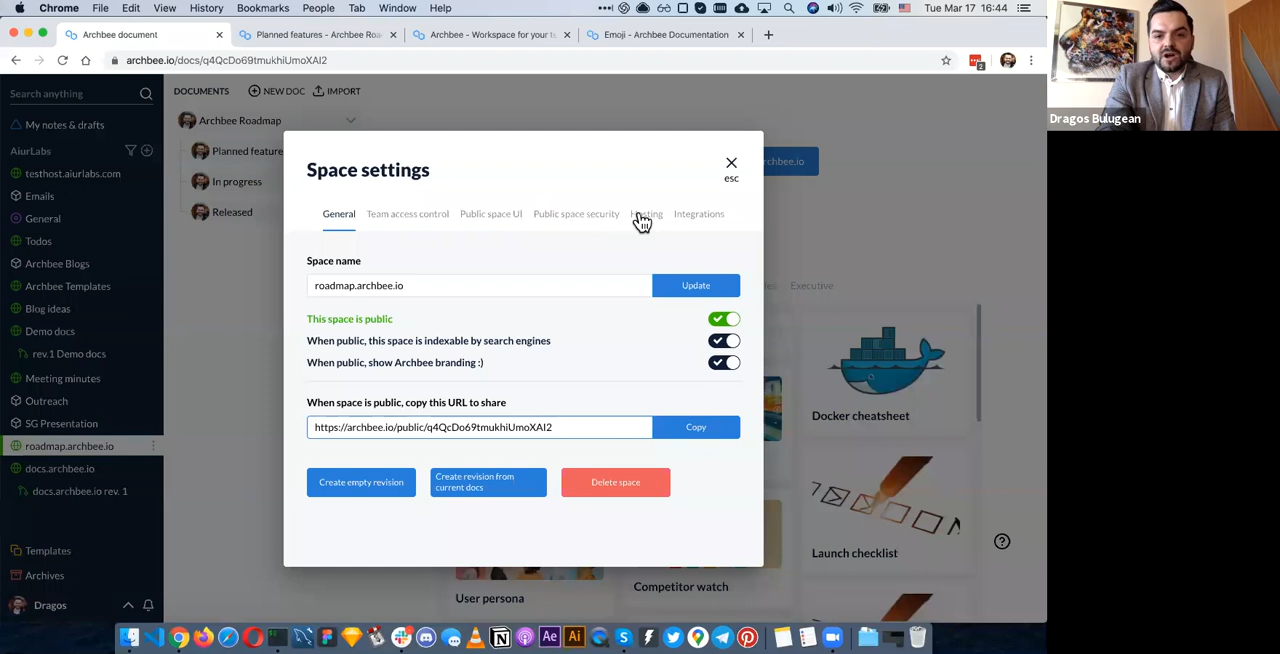 Chrome File Edit View History Bookmarks People Tab Window Help Tue Mar 17 16:44
Archbee document
Planned features - Archbee Roa
Archbee - Workspace for your t
Emoji - Archbee Documentation
archbee.io/docs/q4QcDo69tmukhiUmoXAI2
2
Dragos Bulugean
Search anything
DOCUMENTS NEW DOC IMPORT
My notes & drafts
AiurLabs
testhost.aiurlabs.com
Emails
General
Todos
Archbee Blogs
Archbee Templates
Blog ideas
Demo docs
rev.1 Demo docs
Meeting minutes
Outreach
SG Presentation
roadmap.archbee.io
docs.archbee.io
docs.archbee.io rev. 1
Templates
Archives
Dragos
Archbee Roadmap
Planned feature
In progress
Released
rchbee.io
Space settings
esc
General Team access control Public space UI Public space security Hosting Integrations
Space name
roadmap.archbee.io Update
This space is public
When public, this space is indexable by search engines
When public, show Archbee branding :)
When space is public, copy this URL to share
https://archbee.io/public/q4QcDo69tmukhiUmoXAI2 Copy
Create empty revision
Create revision from
current docs
Delete space
Executive
Docker cheatsheet
Launch checklist
Competitor watch
User persona
Ae
Ai